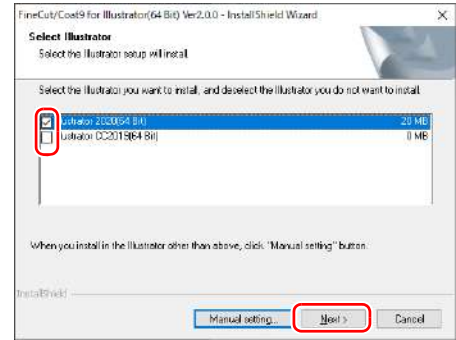 FineCut/Coat9 for Illustrator(64 Bit) Ver2.0.0 - InstallShield Wizard
Select Illustrator
Select the Illustrator setup will install.
Select the Illustrator you want to install, and deselect the Illustrator you do not want to install.
ustrator 2020(64 Bit) 20 MB
ustrator CC2019(64 Bit) 0 MB
When you install in the Illustrator other than above, click "Manual setting" button.
InstallShield
Manual setting... Next > Cancel